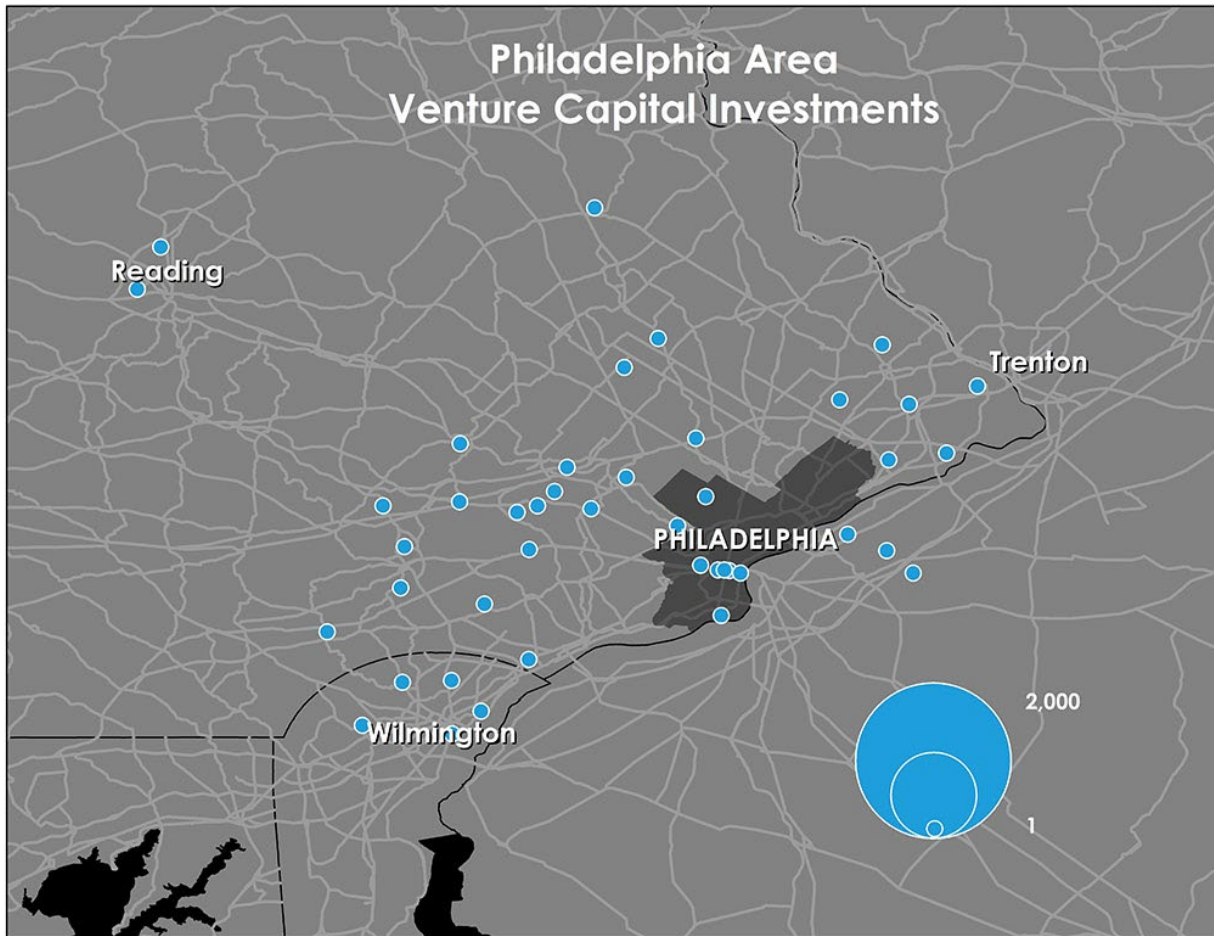 Philadelphia Area
Venture Capital Investments
Reading
Trenton
PHILADELPHIA
2,000
Wilmington
1